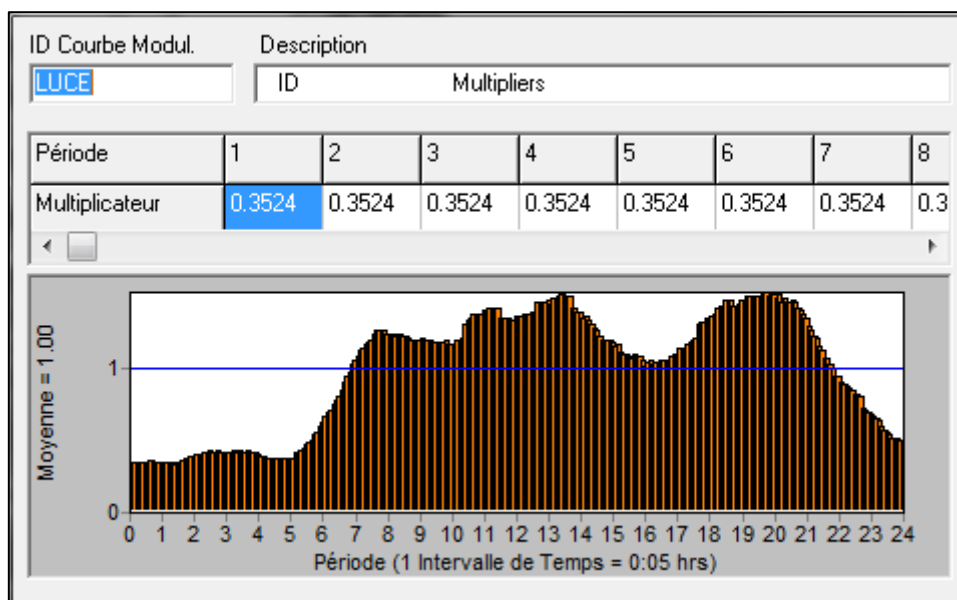 ID Courbe Modul. Description
LUCE ID Multipliers
Période 1 2 3 4 5 6 7 8
Multiplicateur 0.3524 0.3524 0.3524 0.3524 0.3524 0.3524 0.3524 0.3
Moyenne = 1.00
1
0
0 1 2 3 4 5 6 7 8 9 10 11 12 13 14 15 16 17 18 19 20 21 22 23 24
Période (1 Intervalle de Temps = 0:05 hrs)